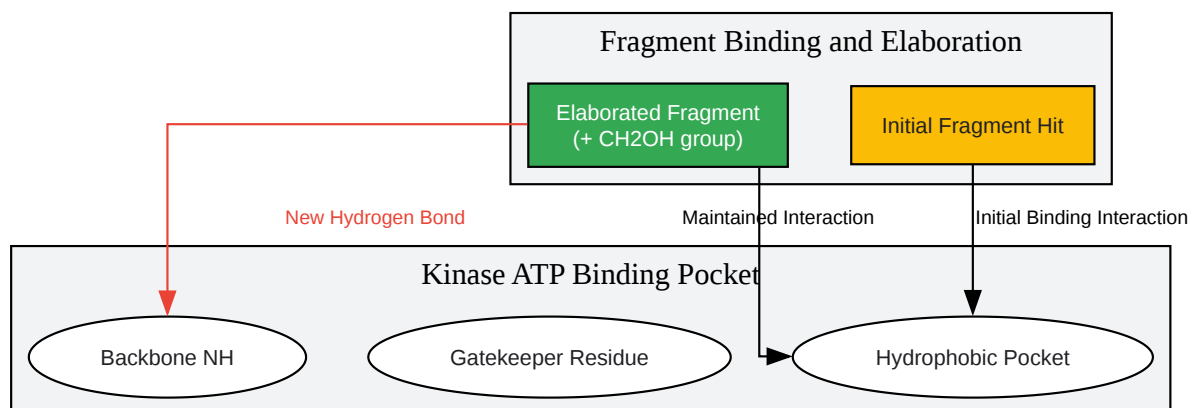 Fragment Binding and Elaboration
Elaborated Fragment
(+ CH2OH group)
Initial Fragment Hit
New Hydrogen Bond
Maintained Interaction
Initial Binding Interaction
Kinase ATP Binding Pocket
Backbone NH
Gatekeeper Residue
Hydrophobic Pocket